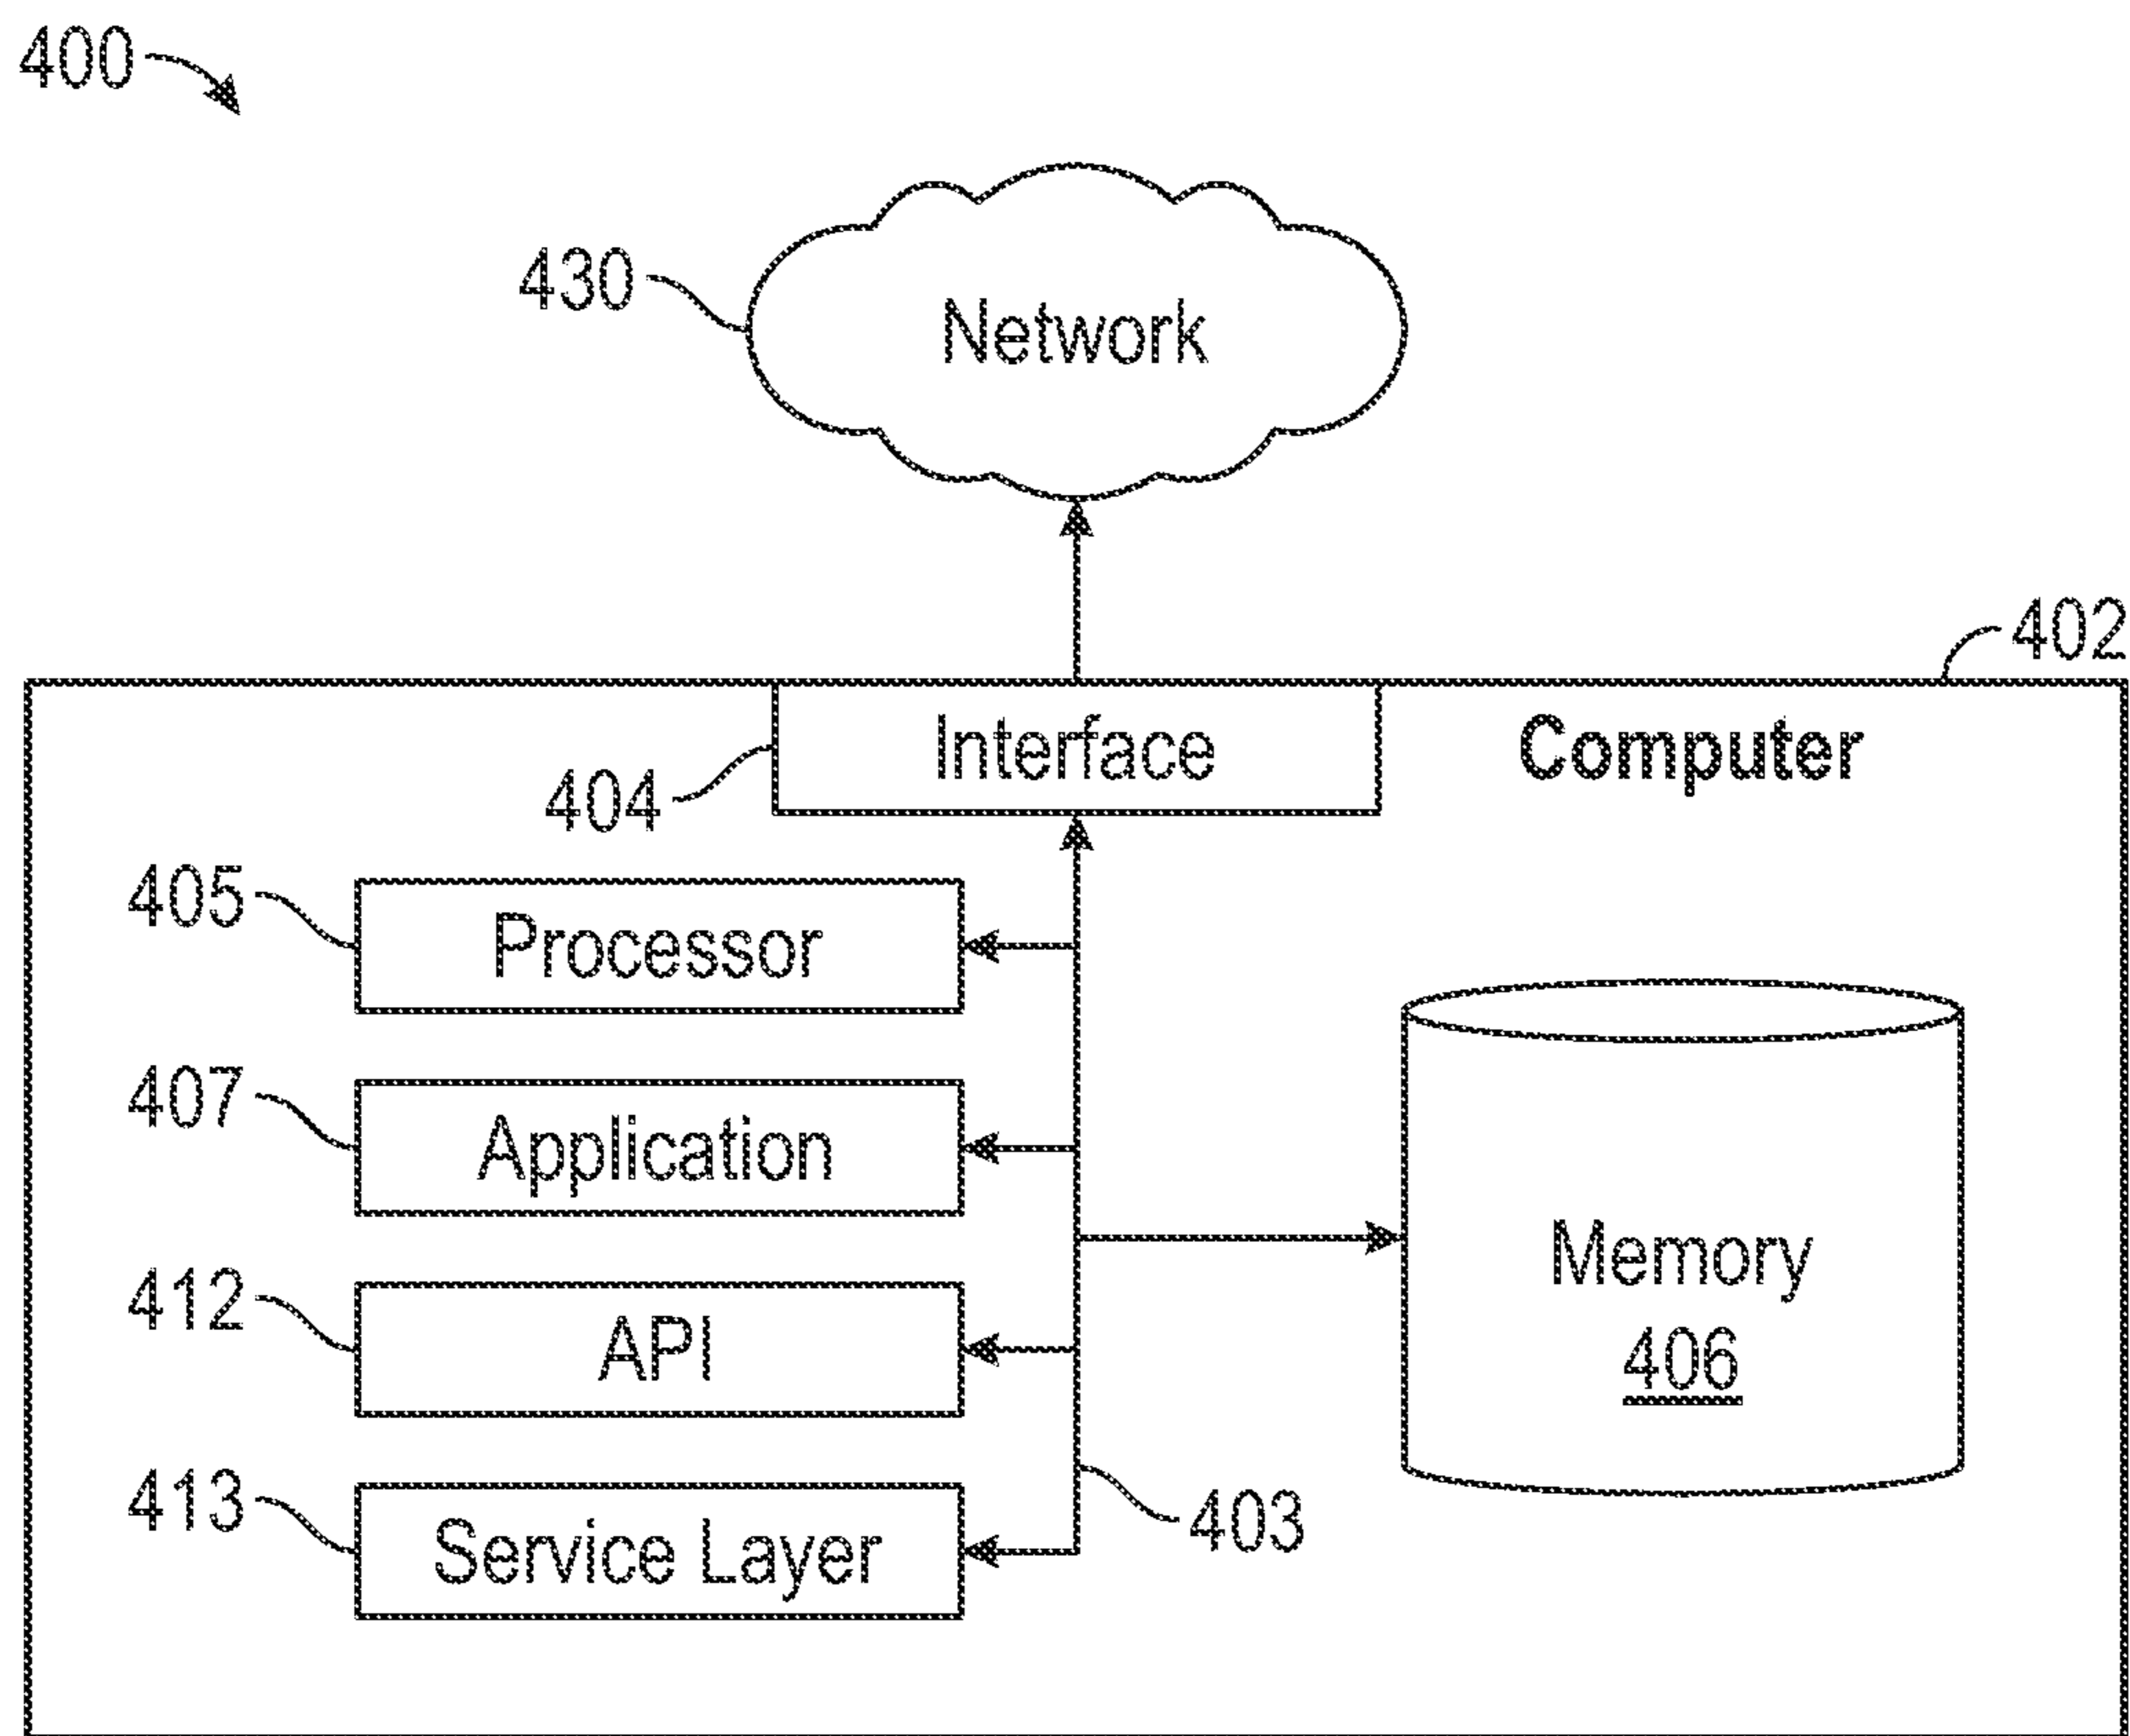 400
430
Network
402
Interface
Computer
404
405
Processor
407
Application
Memory
406
412
API
413
Service Layer
403